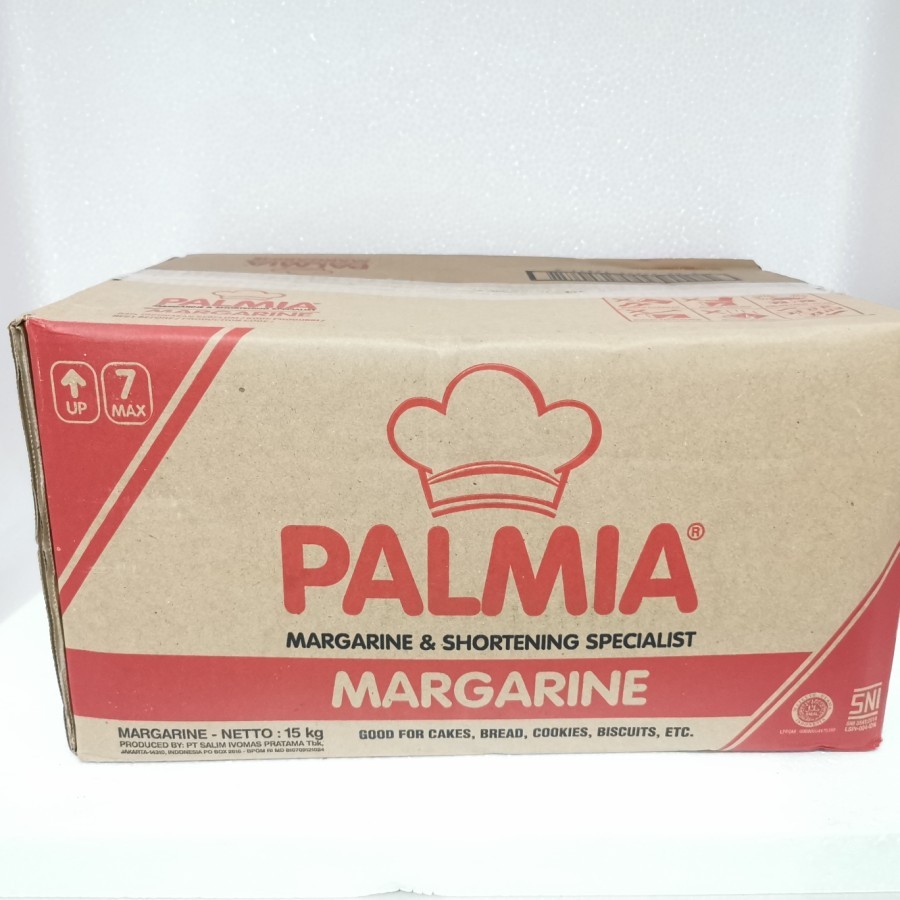 PALMIA
MARGARINE
UP
7
MAX
PALMIA®
MARGARINE & SHORTENING SPECIALIST
MARGARINE
MARGARINE - NETTO : 15 kg
PRODUCED BY: PT SALIM IVOMAS PRATAMA Tbk,
GOOD FOR CAKES, BREAD, COOKIES, BISCUITS, ETC.
SNI